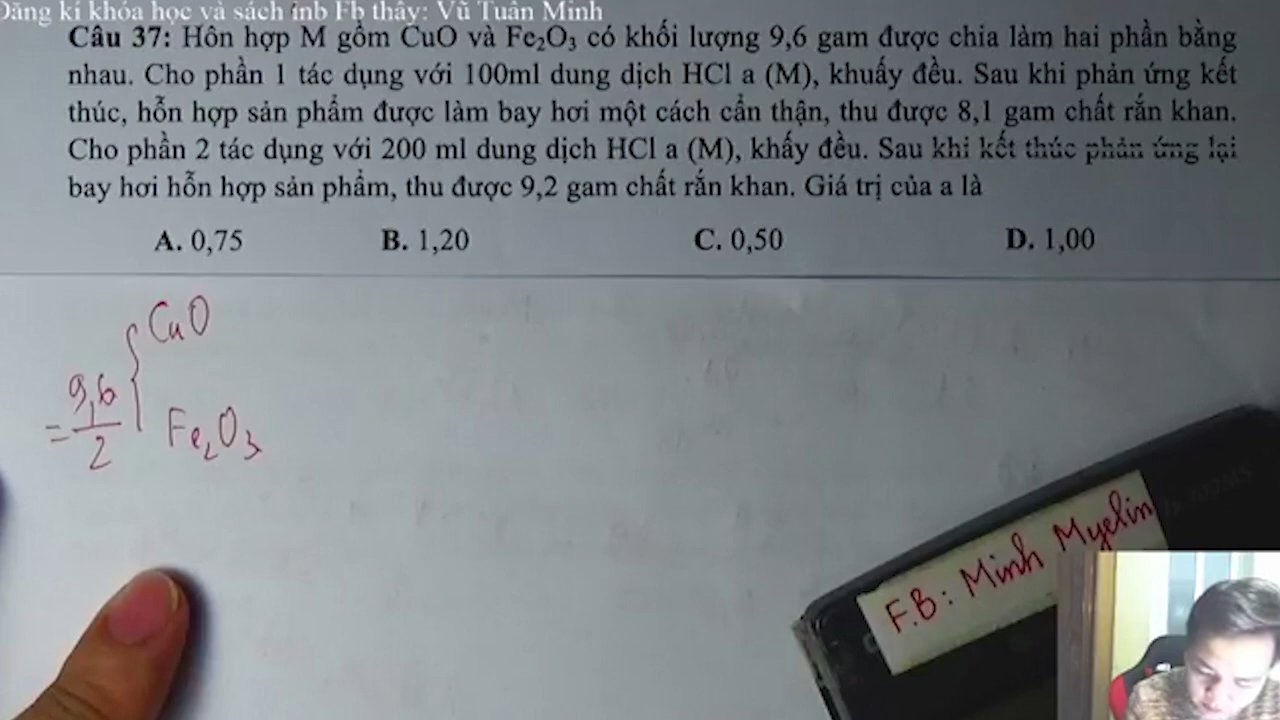 Đăng kí khóa học và sách inb Fb thầy: Vũ Tuấn Minh
Câu 37: Hỗn hợp M gồm CuO và Fe₂O₃ có khối lượng 9,6 gam được chia làm hai phần bằng
nhau. Cho phần 1 tác dụng với 100ml dung dịch HCl a (M), khuấy đều. Sau khi phản ứng kết
thúc, hỗn hợp sản phẩm được làm bay hơi một cách cẩn thận, thu được 8,1 gam chất rắn khan.
Cho phần 2 tác dụng với 200 ml dung dịch HCl a (M), khấy đều. Sau khi kết thúc phản ứng lại
bay hơi hỗn hợp sản phẩm, thu được 9,2 gam chất rắn khan. Giá trị của a là
A. 0,75 B. 1,20 C. 0,50 D. 1,00
CuO
= 9,6/2
Fe₂O₃
F.B: Minh Myelin